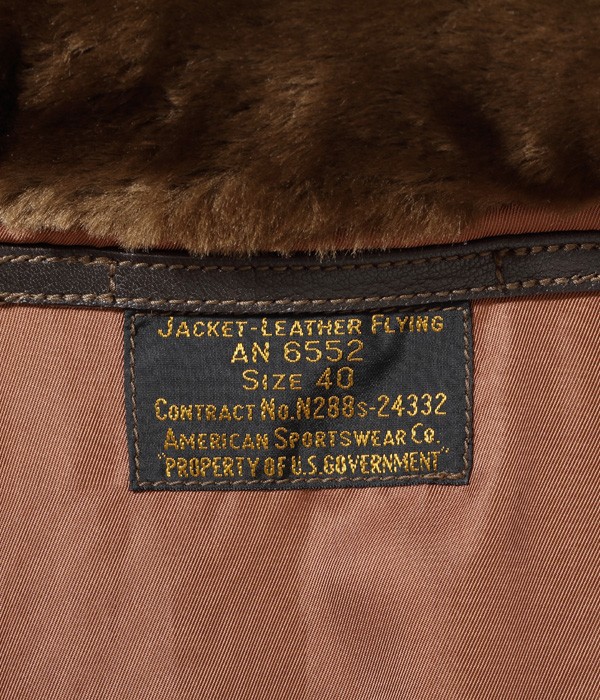 JACKET-LEATHER FLYING
AN 6552
SIZE 40
CONTRACT NO. N288s-24332
AMERICAN SPORTSWEAR CO.
"PROPERTY OF U.S. GOVERNMENT"